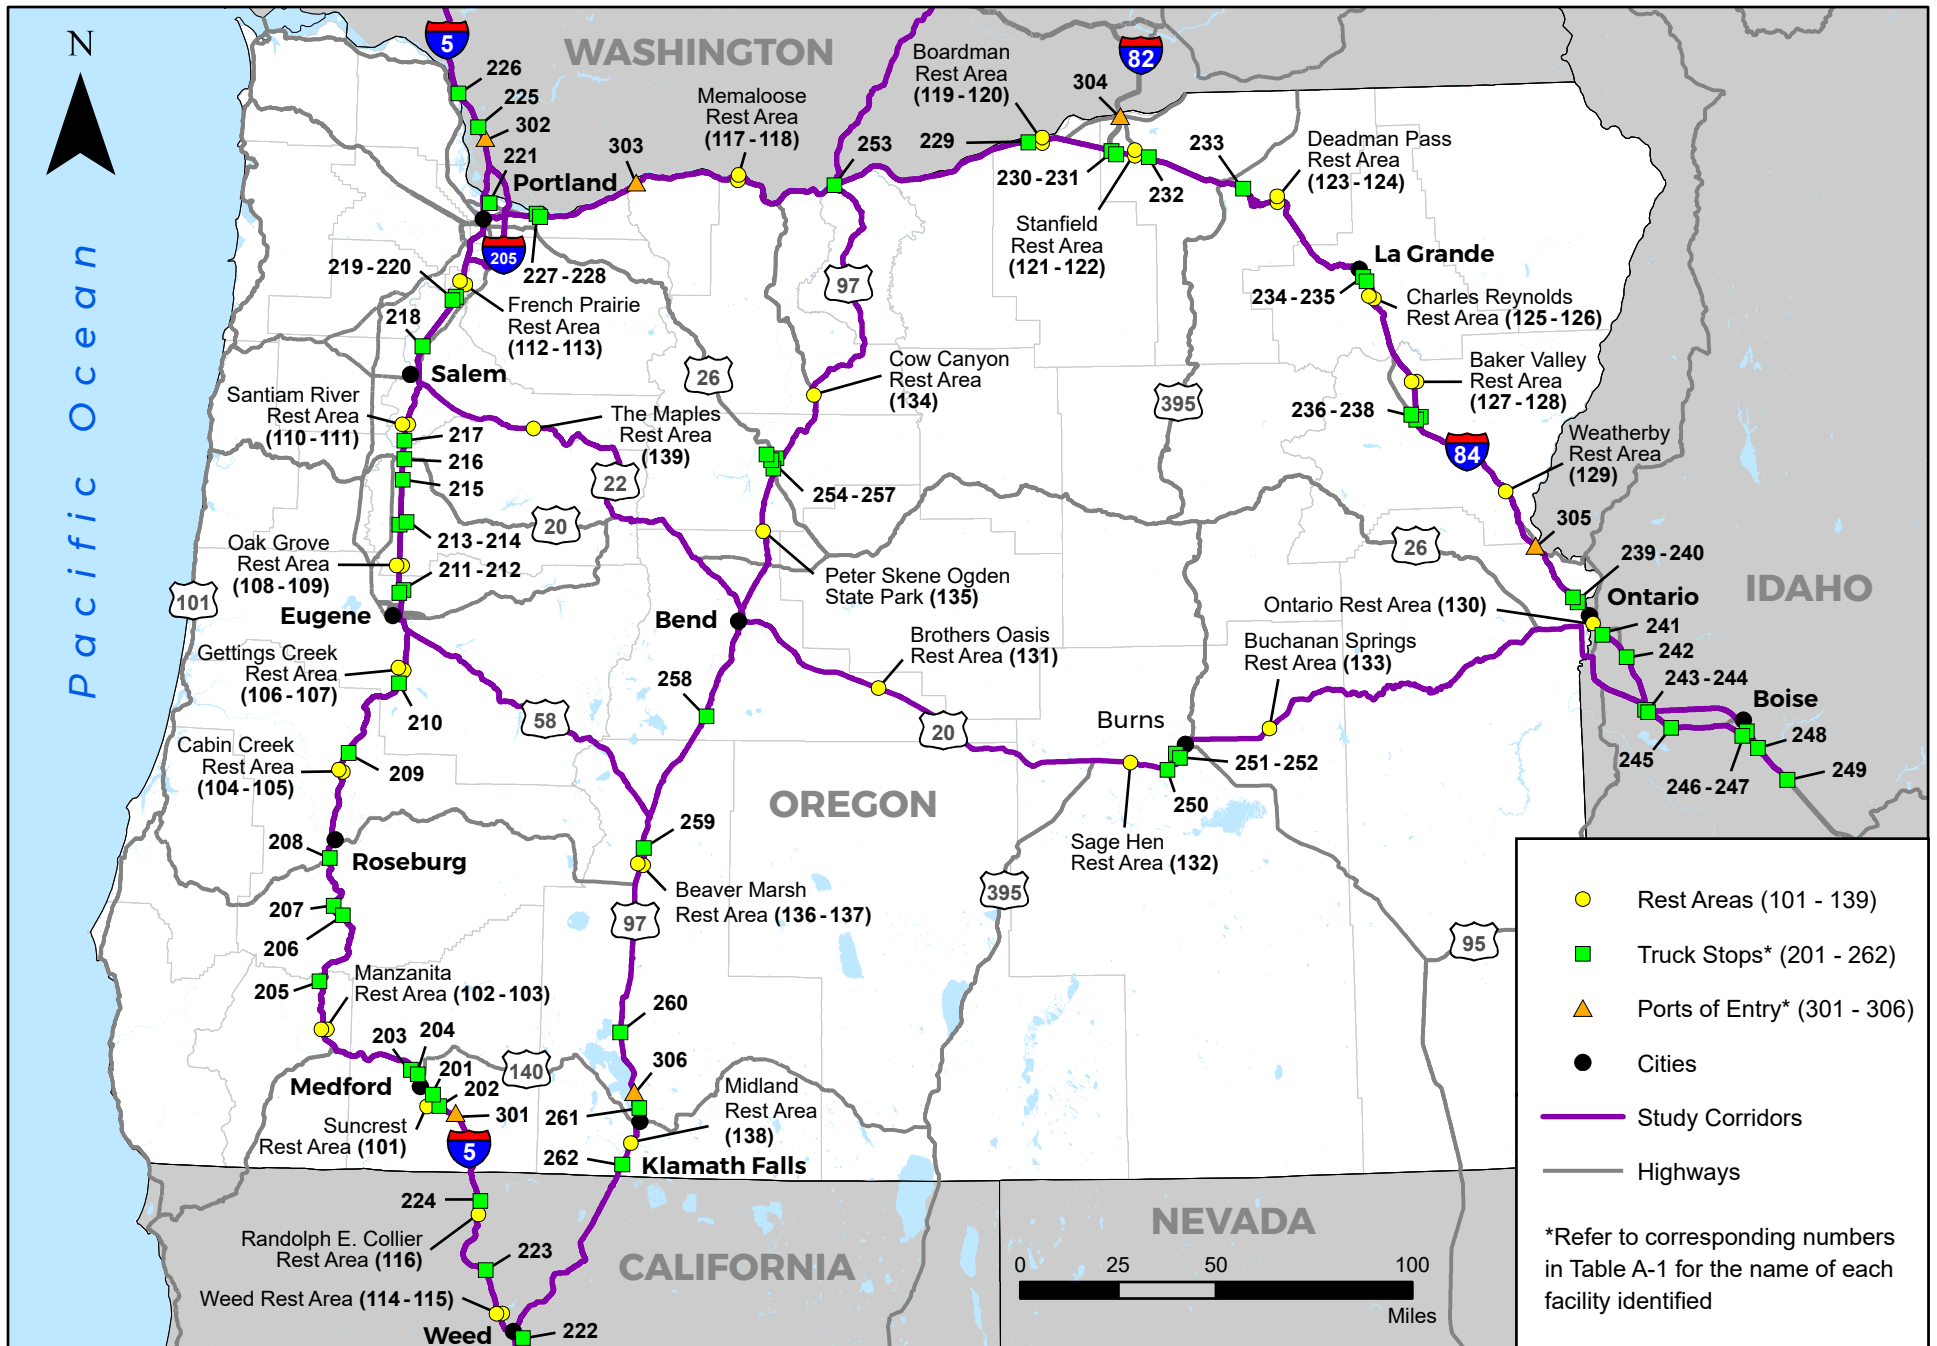 N
5
WASHINGTON
82
226
225
302
221
Portland
303
Memaloose
Rest Area
(117 - 118)
253
Boardman
Rest Area
(119 - 120)
229
304
230 - 231
232
233
Stanfield
Rest Area
(121 - 122)
Deadman Pass
Rest Area
(123 - 124)
Pacific Ocean
205
219 - 220
227 - 228
French Prairie
Rest Area
(112 - 113)
218
97
La Grande
234 - 235
Charles Reynolds
Rest Area (125 - 126)
Salem
26
Cow Canyon
Rest Area
(134)
395
Baker Valley
Rest Area
(127 - 128)
236 - 238
Santiam River
Rest Area
(110 - 111)
The Maples
Rest Area
(139)
217
216
215
22
254 - 257
84
Weatherby
Rest Area
(129)
213 - 214
20
305
26
Oak Grove
Rest Area
(108 - 109)
211 - 212
239 - 240
101
Eugene
Bend
Peter Skene Ogden
State Park (135)
Ontario Rest Area (130)
Ontario
IDAHO
241
242
Gettings Creek
Rest Area
(106 - 107)
Brothers Oasis
Rest Area (131)
Buchanan Springs
Rest Area (133)
243 - 244
Boise
210
258
58
20
Burns
245
246 - 247
248
249
Cabin Creek
Rest Area
(104 - 105)
209
251 - 252
250
OREGON
208
Roseburg
259
Sage Hen
Rest Area (132)
207
206
Beaver Marsh
Rest Area (136 - 137)
97
395
95
205
Manzanita
Rest Area (102 - 103)
260
203
204
201
202
Medford
140
306
261
Midland
Rest Area
(138)
Suncrest
Rest Area (101)
301
5
262
Klamath Falls
224
Randolph E. Collier
Rest Area (116)
223
CALIFORNIA
NEVADA
Weed Rest Area (114 - 115)
Weed
222
0
25
50
100
Miles
Rest Areas (101 - 139)
Truck Stops* (201 - 262)
Ports of Entry* (301 - 306)
Cities
Study Corridors
Highways
*Refer to corresponding numbers
in Table A-1 for the name of each
facility identified